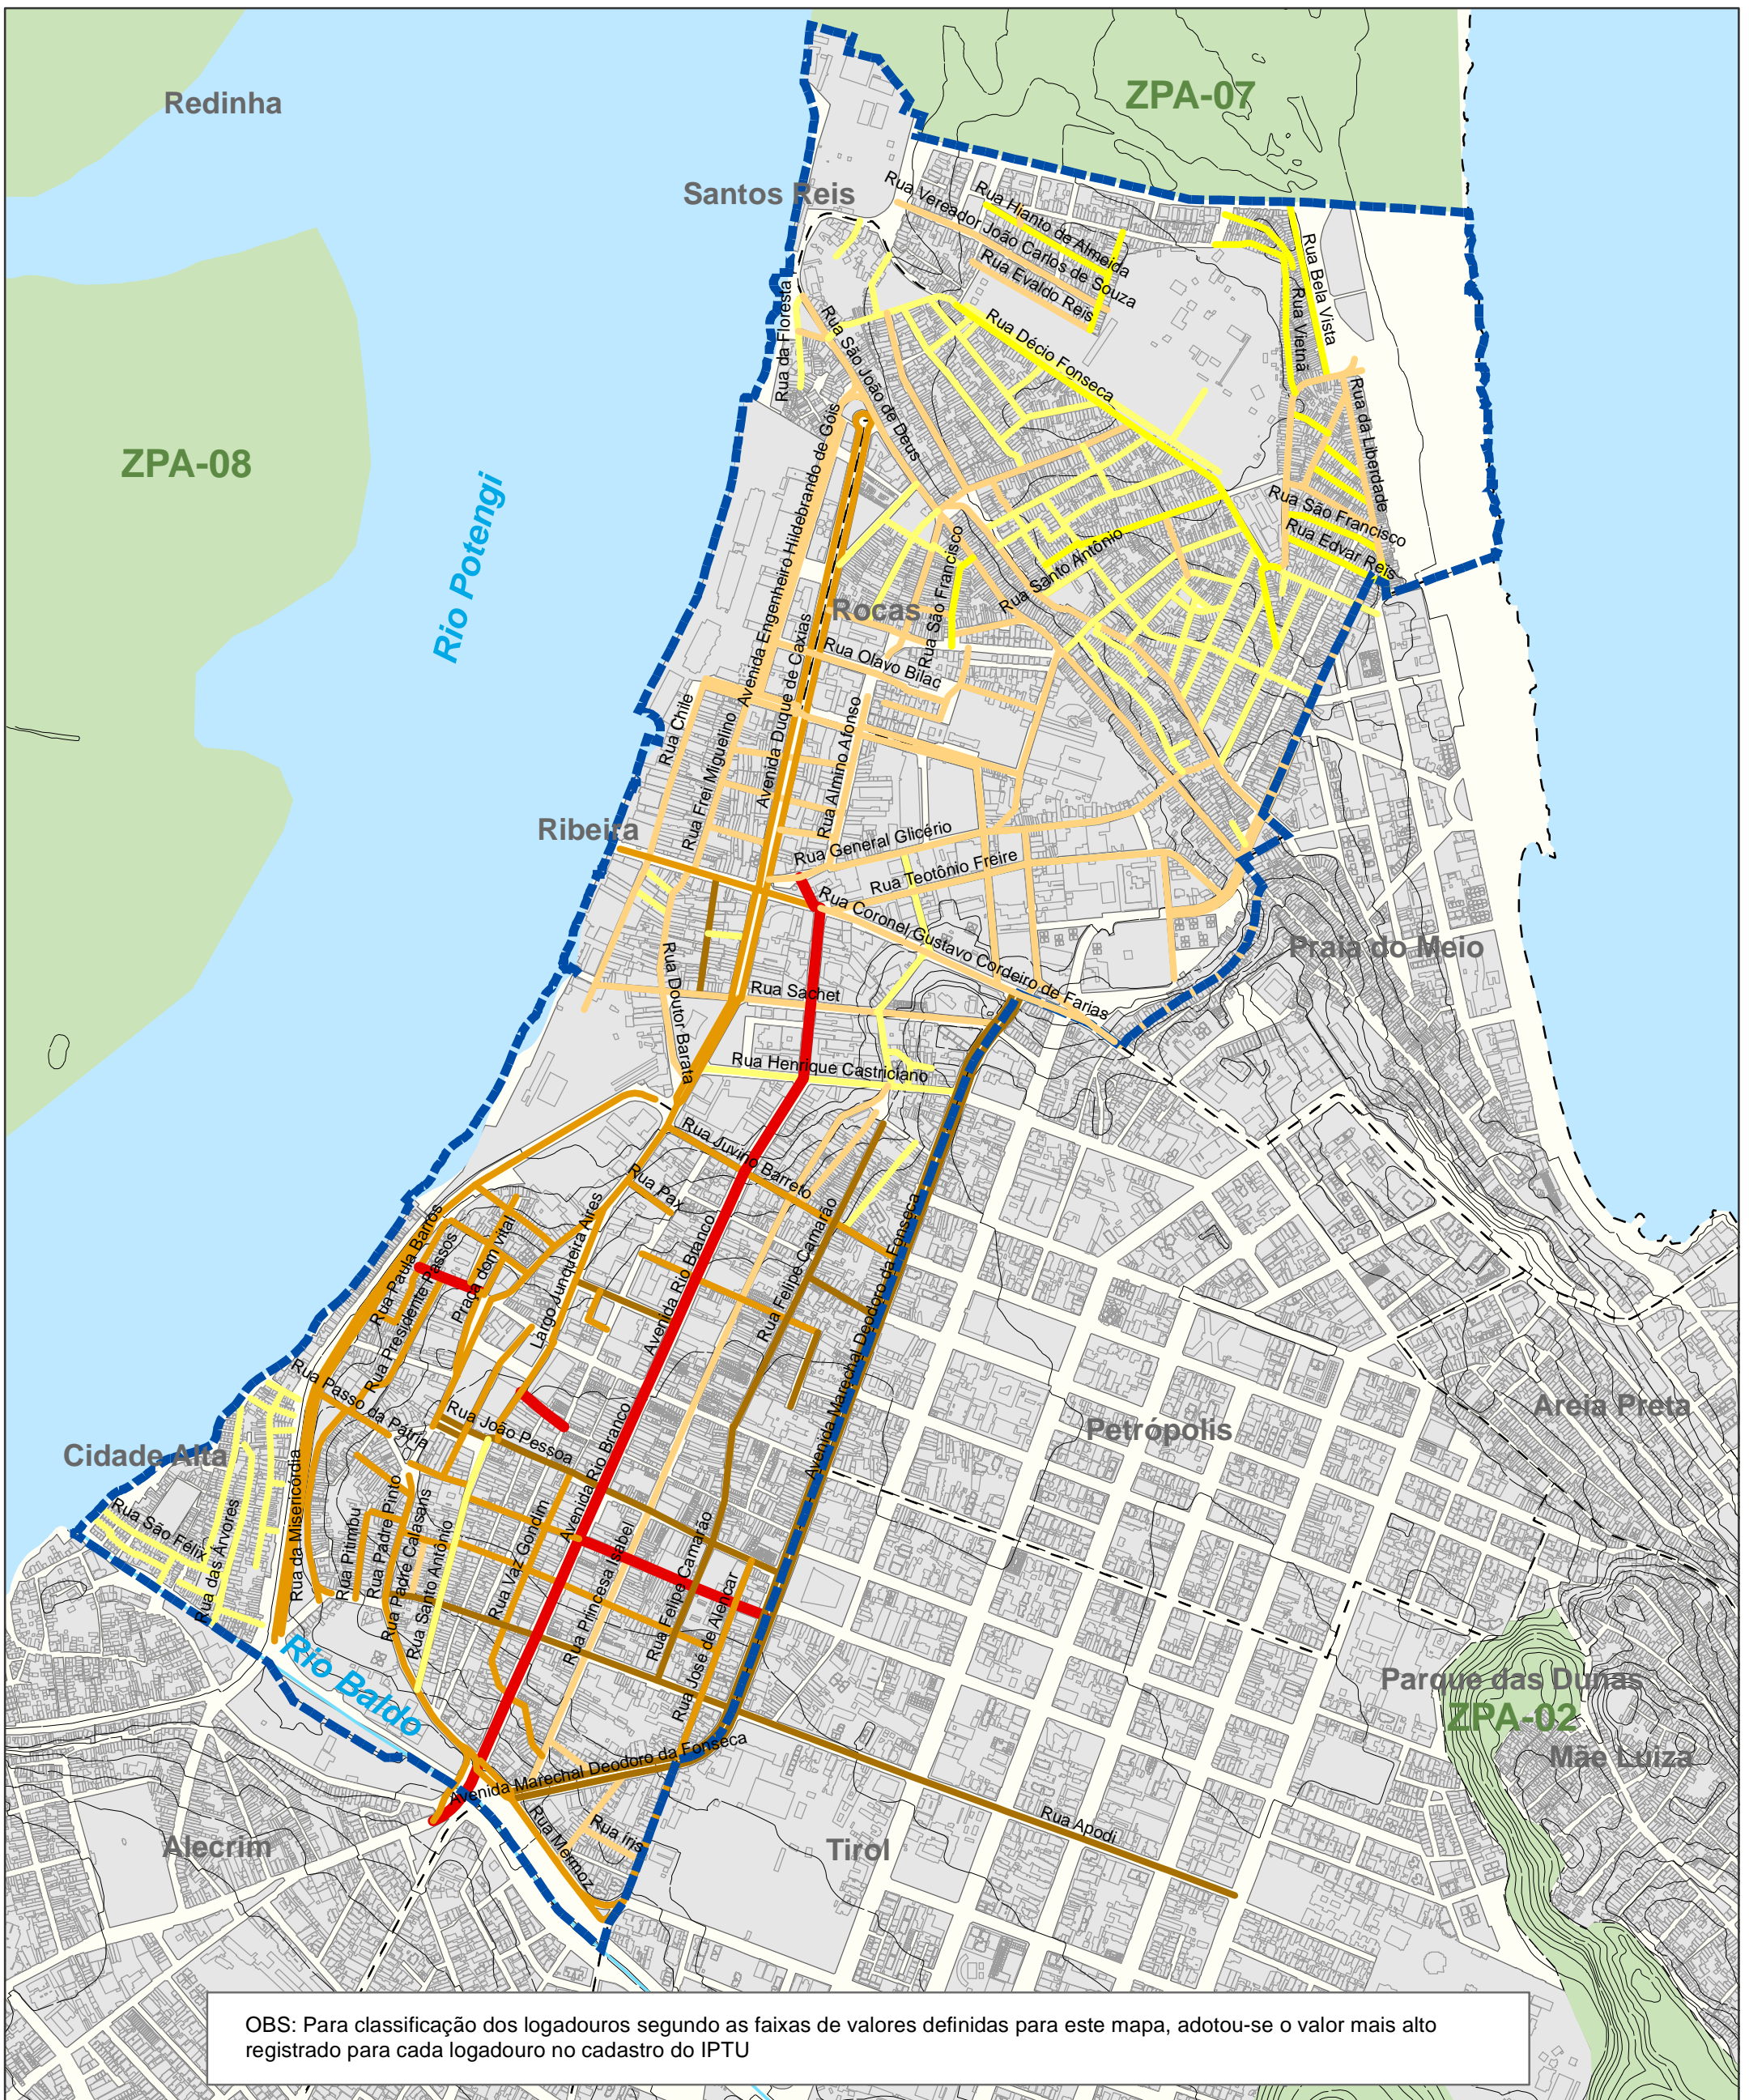 Redinha
ZPA-07
Santos Reis
Rua Vereador João Carlos de Souza
Rua Hianto de Almeida
Rua Evaldo Reis
Rua Bela Vista
Rua Vietnã
Rua da Floresta
Rua São João de Deus
Rua Décio Fonseca
Rua da Liberdade
ZPA-08
Rio Potengi
Avenida Engenheiro Hildebrando de Góis
Rua São Francisco
Rua Edvar Reis
Rua Santo Antônio
Rua São Francisco
Rocas
Rua Olavo Bilac
Avenida Duque de Caxias
Rua Chile
Rua Frei Miguelino
Rua Almino Afonso
Ribeira
Rua General Glicério
Rua Teotônio Freire
Rua Coronel Gustavo Cordeiro de Farias
Praia do Meio
Rua Doutor Barata
Rua Sachet
Rua Henrique Castriciano
Rua Juvino Barreto
Rua Pax
Rua Paula Barros
Rua Presidente Passos
Praça dom vital
Largo Junqueira Aires
Avenida Rio Branco
Rua Felipe Camarão
Avenida Marechal Deodoro da Fonseca
Rua Passo da Pátria
Rua João Pessoa
Petrópolis
Areia Preta
Cidade Alta
Rua São Félix
Rua das Árvores
Rua da Misericórdia
Rua Pitimbu
Rua Padre Pinto
Rua Padre Calasans
Rua Santo Antônio
Rua Vaz Gondim
Avenida Rio Branco
Rua Princesa Isabel
Rua Felipe Camarão
Rua José de Alencar
Avenida Marechal Deodoro da Fonseca
Rio Baldo
Parque das Dunas
ZPA-02
Mãe Luiza
Avenida Marechal Deodoro da Fonseca
Rua Mermoz
Rua Íris
Rua Apodi
Alecrim
Tirol
OBS: Para classificação dos logadouros segundo as faixas de valores definidas para este mapa, adotou-se o valor mais alto
registrado para cada logadouro no cadastro do IPTU